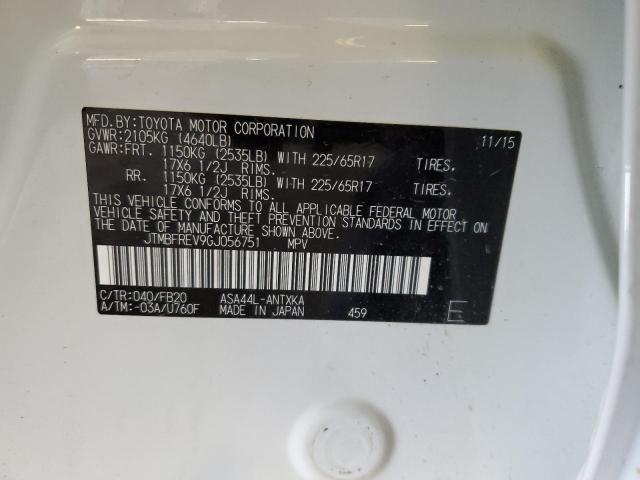 MFD.BY:TOYOTA MOTOR CORPORATION 11/15
GVWR:2105KG (4640LB)
GAWR:FRT. 1150KG (2535LB) WITH 225/65R17 TIRES.
17X6 1/2J RIMS.
RR. 1150KG (2535LB) WITH 225/65R17 TIRES.
17X6 1/2J RIMS.
THIS VEHICLE CONFORMS TO ALL APPLICABLE FEDERAL MOTOR
VEHICLE SAFETY AND THEFT PREVENTION STANDARDS IN EFFECT ON
THE DATE OF MANUFACTURE SHOWN ABOVE.
JTMBFREV9GJ056751 MPV
C/TR:040/FB20 ASA44L-ANTXKA
A/TM:-03A/U760F MADE IN JAPAN 459 E